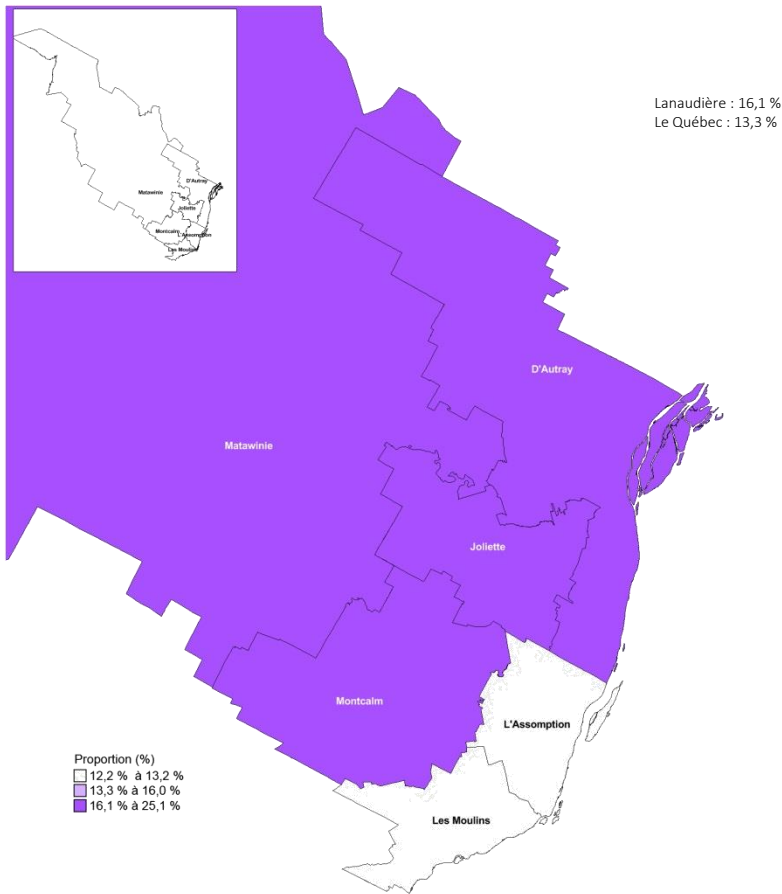 Lanaudière : 16,1 %
Le Québec : 13,3 %
D'Autray
Matawinie
Joliette
Montcalm
L'Assomption
Les Moulins
D'Autray
Matawinie
Joliette
Montcalm
L'Assomption
Les Moulins
Proportion (%)
12,2 % à 13,2 %
13,3 % à 16,0 %
16,1 % à 25,1 %